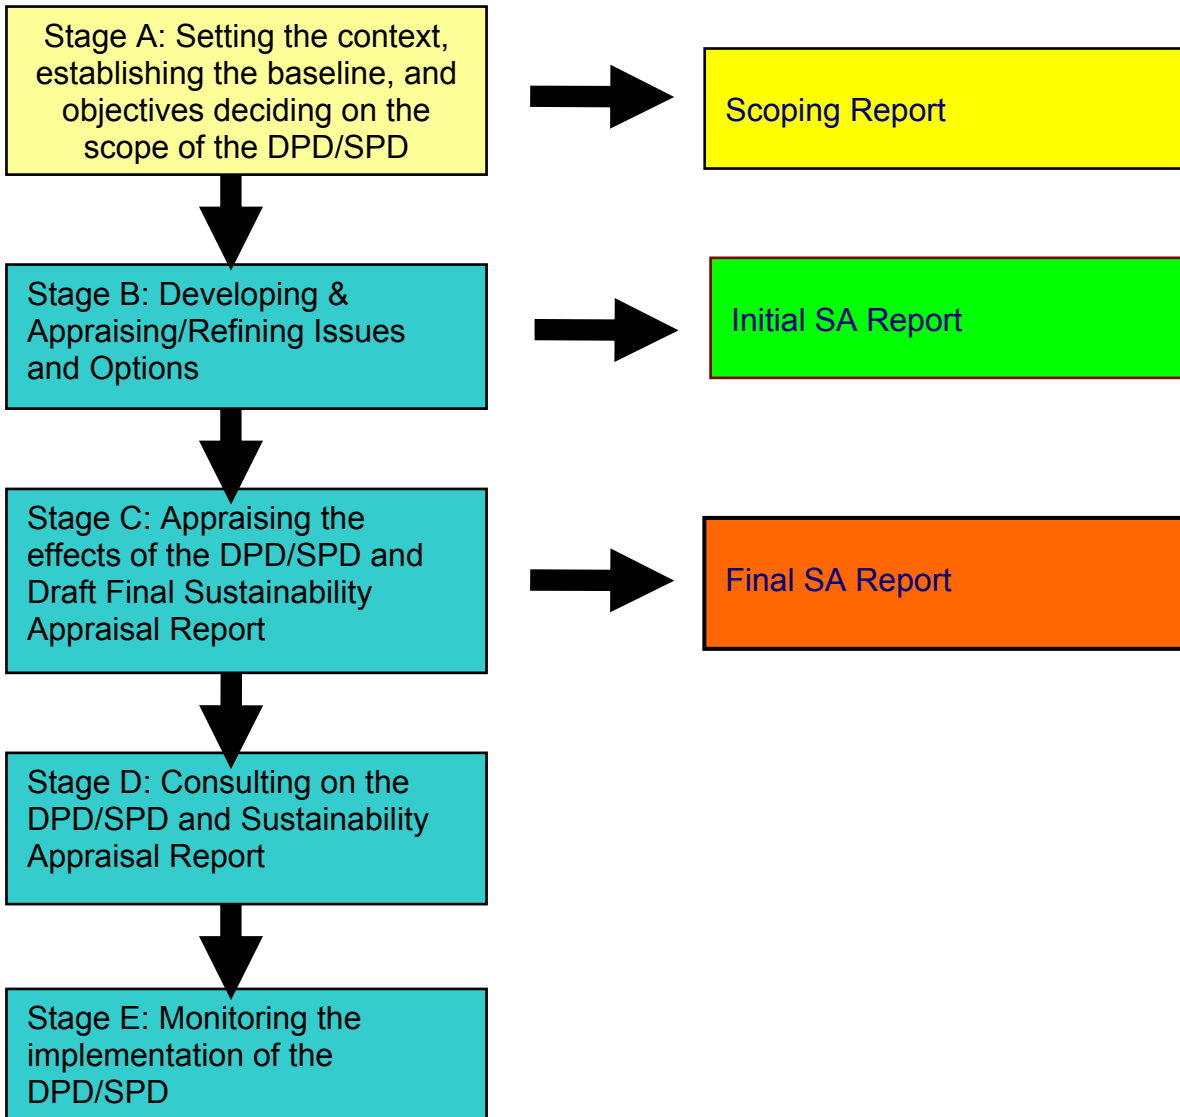 Stage A: Setting the context,
establishing the baseline, and
objectives deciding on the
scope of the DPD/SPD
Scoping Report
Stage B: Developing &
Appraising/Refining Issues
and Options
Initial SA Report
Stage C: Appraising the
effects of the DPD/SPD and
Draft Final Sustainability
Appraisal Report
Final SA Report
Stage D: Consulting on the
DPD/SPD and Sustainability
Appraisal Report
Stage E: Monitoring the
implementation of the
DPD/SPD